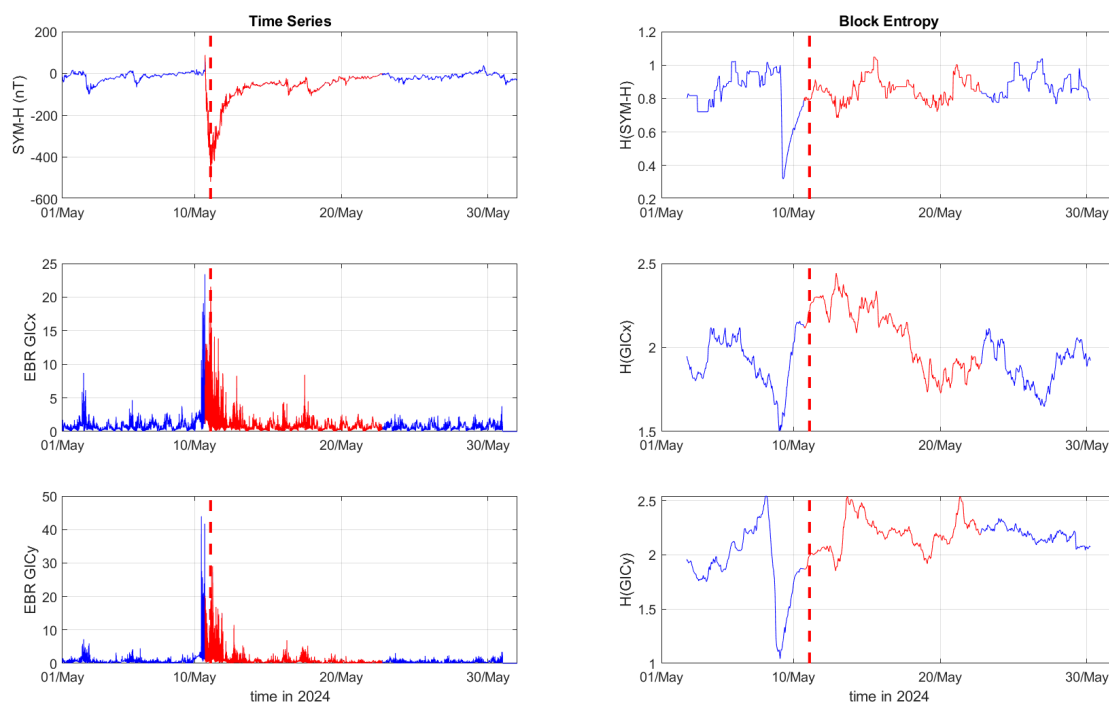 Time Series
200
0
-200
-400
-600
SYM-H (nT)
01/May 10/May 20/May 30/May
Block Entropy
1.2
1
0.8
0.6
0.4
0.2
H(SYM-H)
01/May 10/May 20/May 30/May
25
20
15
10
5
0
EBR GICx
01/May 10/May 20/May 30/May
2.5
2
1.5
H(GICx)
01/May 10/May 20/May 30/May
50
40
30
20
10
0
EBR GICy
01/May 10/May 20/May 30/May
time in 2024
2.5
2
1.5
1
H(GICy)
01/May 10/May 20/May 30/May
time in 2024